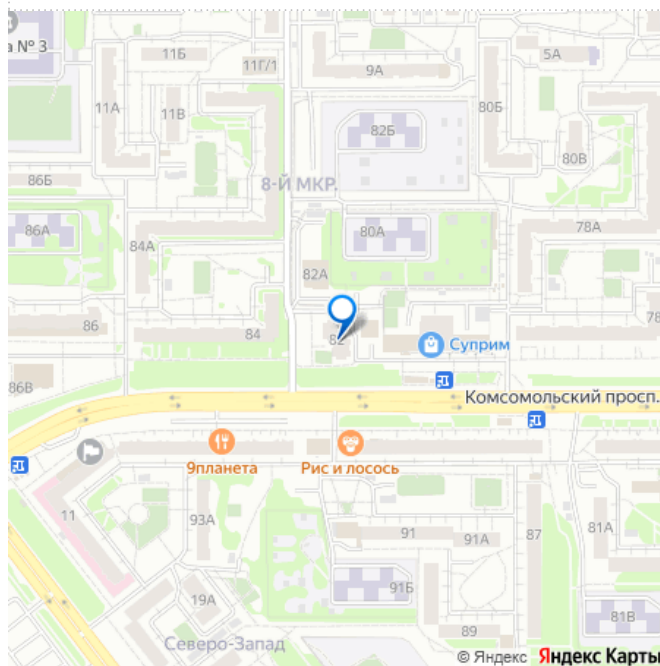 а № 3
11Б
11Г/1
9А
5А
11А
11В
82Б
80Б
80В
86Б
8-Й МКР.
86А
84А
80А
78А
82А
86
84
82
Суприм
78
86В
Комсомольский просп.
9планета
Рис и лосось
11
93А
91
91А
87
81А
91Б
19А
81В
89
Северо-Запад
© Яндекс Яндекс Карты